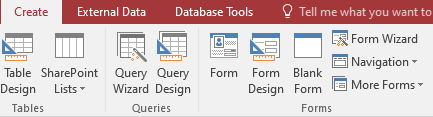 Create External Data Database Tools Tell me what you want to
Table Design
SharePoint Lists
Query Wizard
Query Design
Form
Form Design
Blank Form
Form Wizard
Navigation
More Forms
Tables Queries Forms